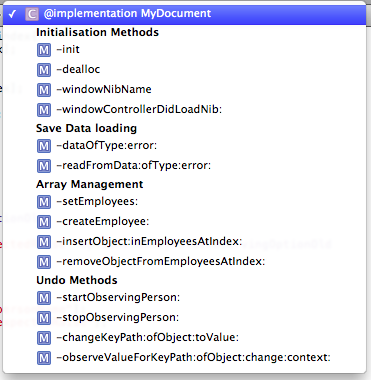 ✓ C @implementation MyDocument
Initialisation Methods
M -init
M -dealloc
M -windowNibName
M -windowControllerDidLoadNib:
Save Data loading
M -dataOfType:error:
M -readFromData:ofType:error:
Array Management
M -setEmployees:
M -createEmployee:
M -insertObject:inEmployeesAtIndex:
M -removeObjectFromEmployeesAtIndex:
Undo Methods
M -startObservingPerson:
M -stopObservingPerson:
M -changeKeyPath:ofObject:toValue:
M -observeValueForKeyPath:ofObject:change:context: